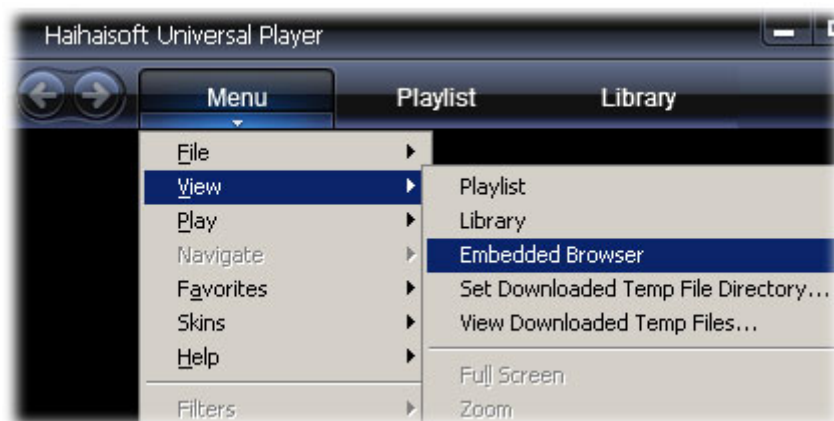 Haihaisoft Universal Player
Menu Playlist Library
File
View
Play
Navigate
Favorites
Skins
Help
Filters
Playlist
Library
Embedded Browser
Set Downloaded Temp File Directory...
View Downloaded Temp Files...
Full Screen
Zoom